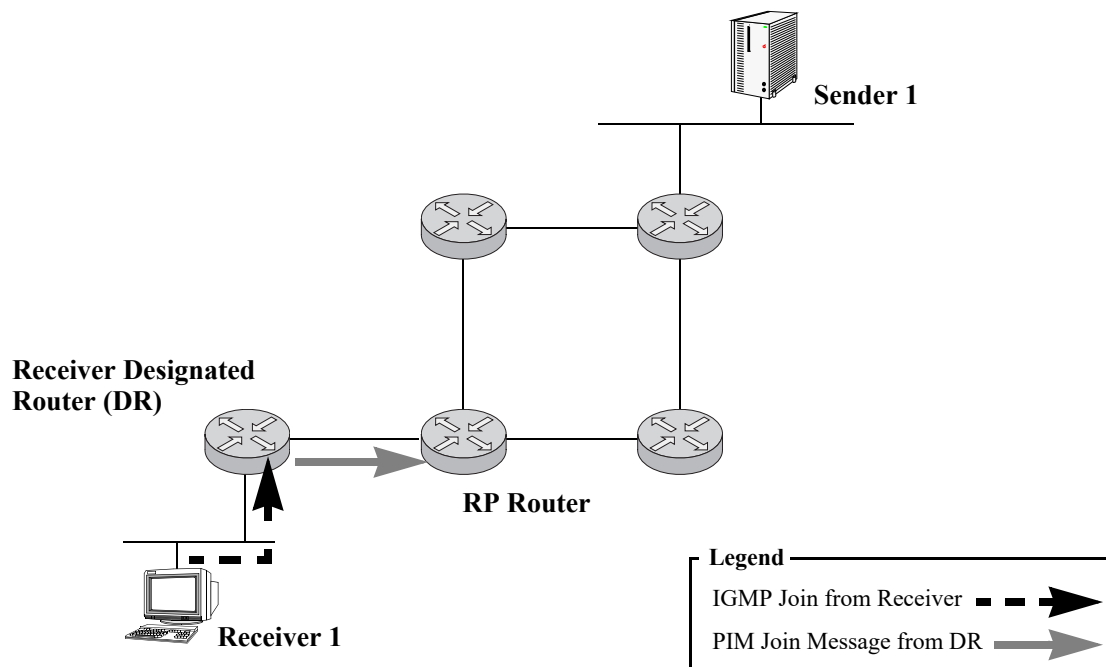 Sender 1
Receiver Designated
Router (DR)
RP Router
Receiver 1
Legend
IGMP Join from Receiver
PIM Join Message from DR